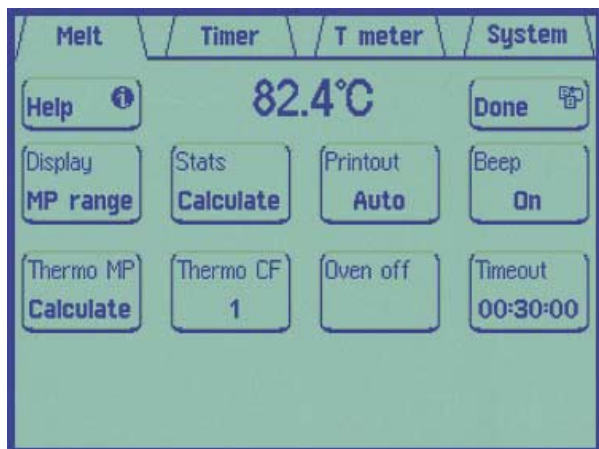 Melt Timer T meter System
Help 82.4°C Done
Display Stats Printout Beep
MP range Calculate Auto On
Thermo MP Thermo CF Oven off Timeout
Calculate 1 00:30:00